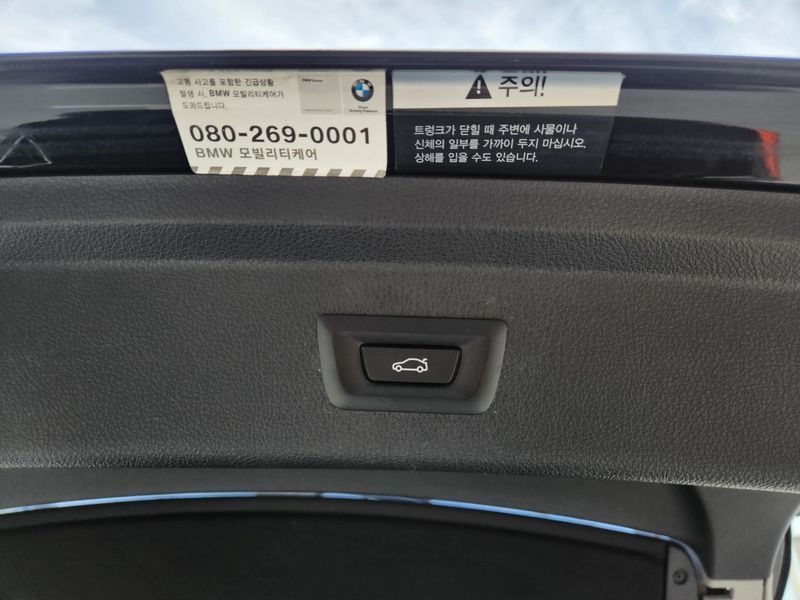 교통 사고를 포함한 긴급상황
발생 시, BMW 모빌리티케어가
도와드립니다.
080-269-0001
BMW 모빌리티케어
주의!
트렁크가 닫힐 때 주변에 사물이나
신체의 일부를 가까이 두지 마십시오.
상해를 입을 수도 있습니다.